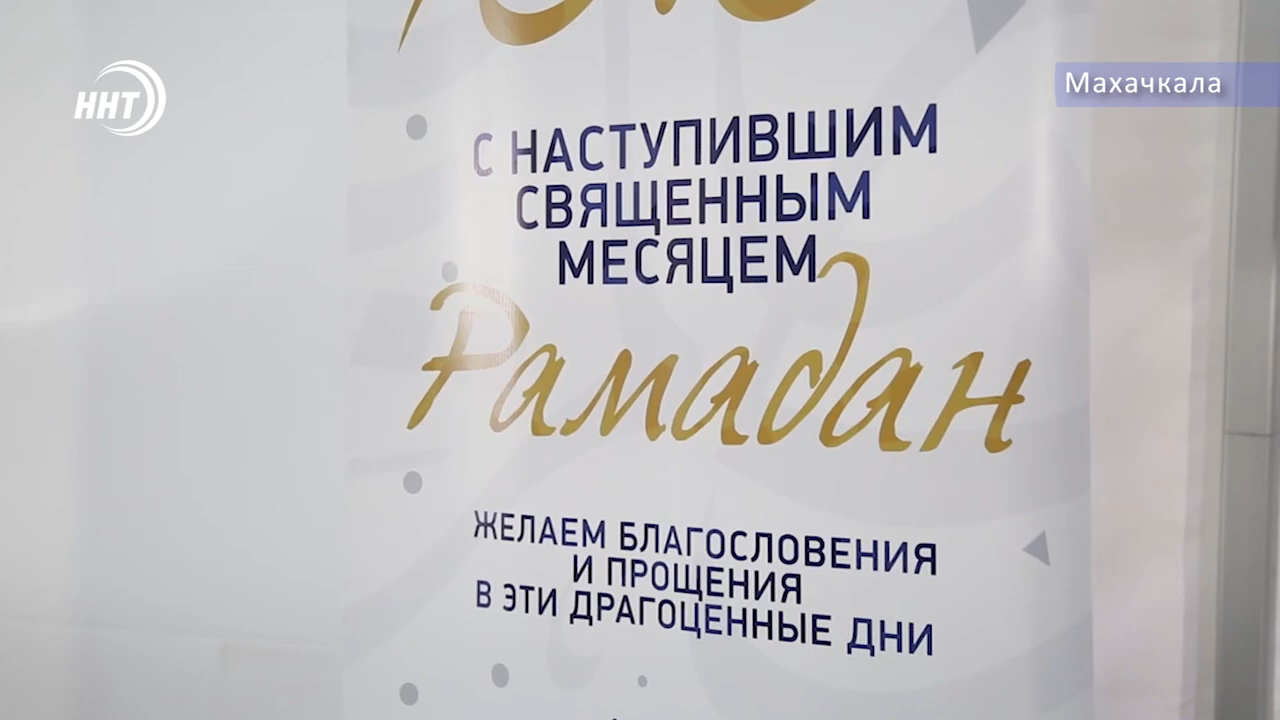 ННТ
Махачкала
С НАСТУПИВШИМ
СВЯЩЕННЫМ
МЕСЯЦЕМ
Рамадан
ЖЕЛАЕМ БЛАГОСЛОВЕНИЯ
И ПРОЩЕНИЯ
В ЭТИ ДРАГОЦЕННЫЕ ДНИ